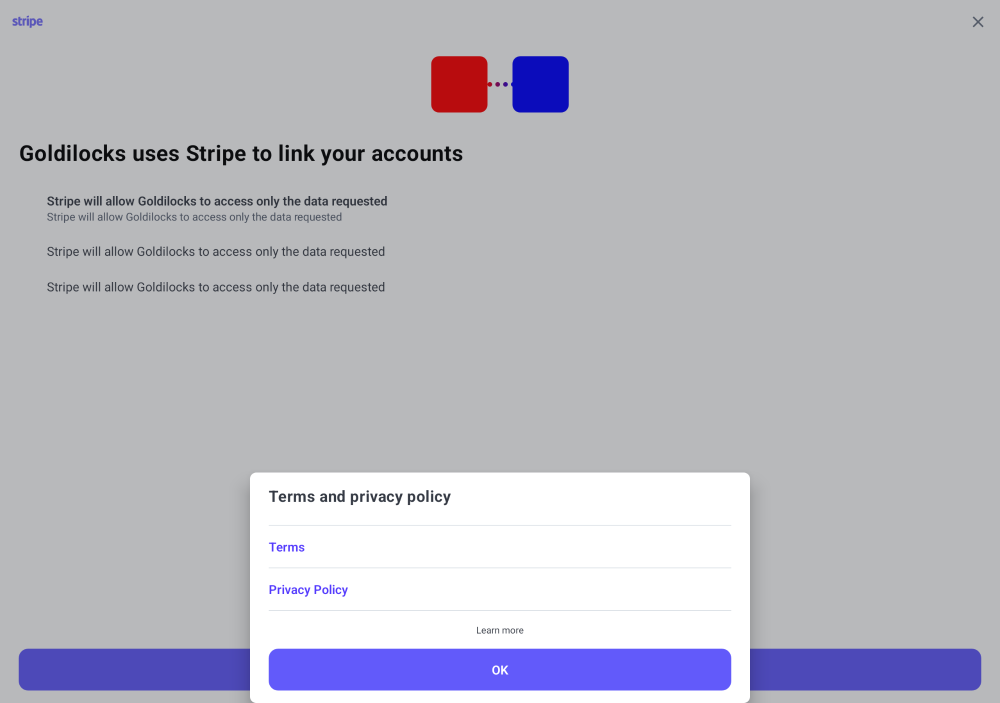 stripe
Goldilocks uses Stripe to link your accounts
Stripe will allow Goldilocks to access only the data requested
Stripe will allow Goldilocks to access only the data requested
Stripe will allow Goldilocks to access only the data requested
Stripe will allow Goldilocks to access only the data requested
Terms and privacy policy
Terms
Privacy Policy
Learn more
OK